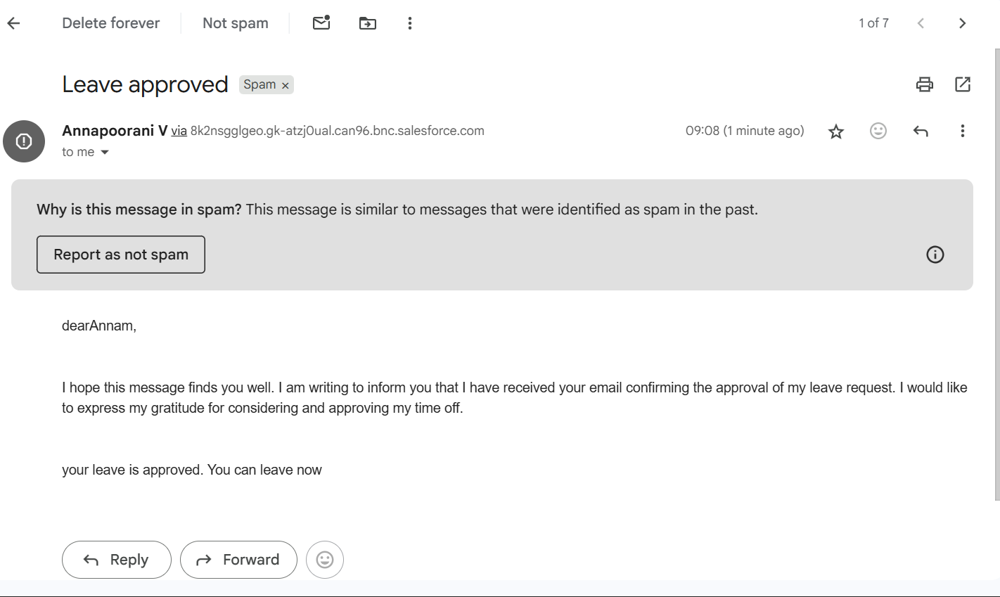 Delete forever Not spam 1 of 7
Leave approved Spam ×
Annapoorani V via 8k2nsgglgeo.gk-atzj0ual.can96.bnc.salesforce.com 09:08 (1 minute ago)
to me
Why is this message in spam? This message is similar to messages that were identified as spam in the past.
Report as not spam
dearAnnam,
I hope this message finds you well. I am writing to inform you that I have received your email confirming the approval of my leave request. I would like
to express my gratitude for considering and approving my time off.
your leave is approved. You can leave now
Reply Forward